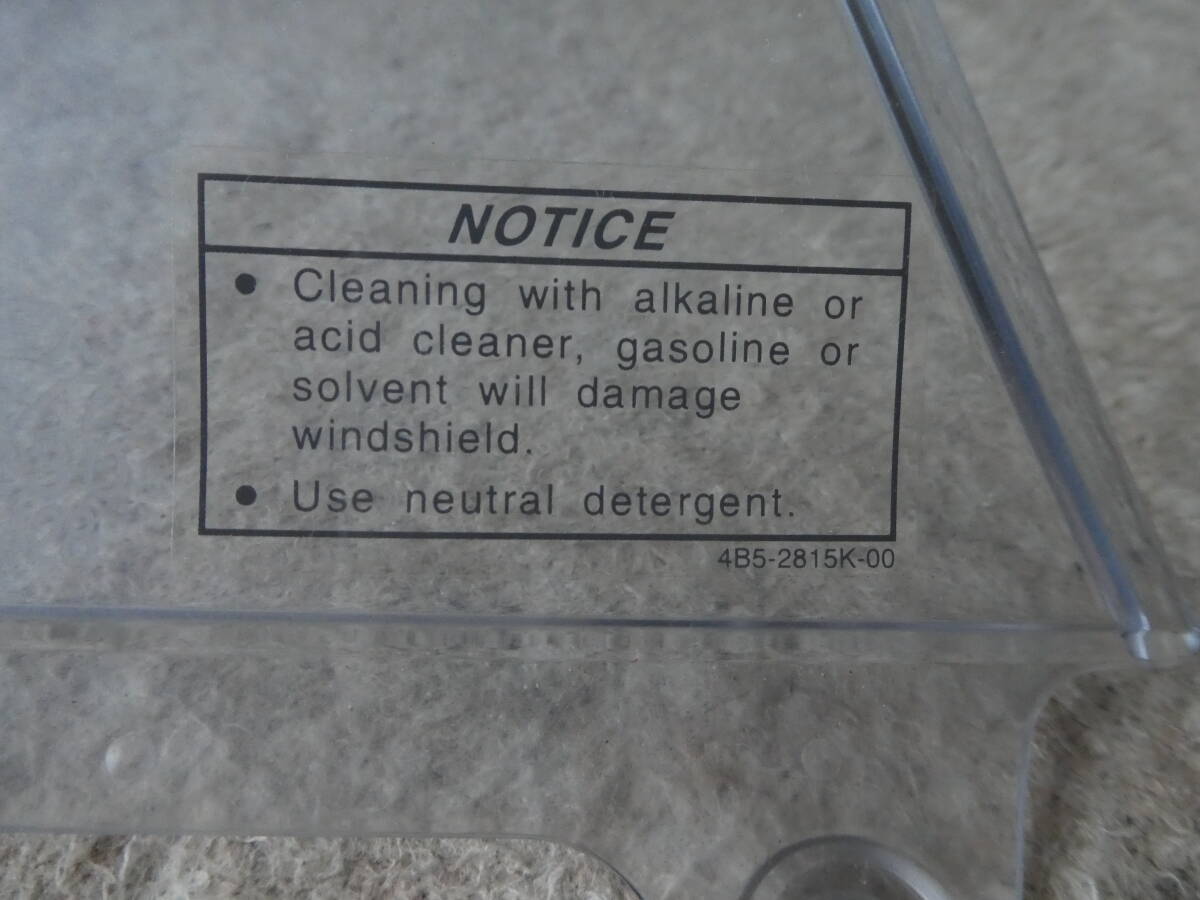 NOTICE
● Cleaning with alkaline or
acid cleaner, gasoline or
solvent will damage
windshield.
● Use neutral detergent.
4B5-2815K-00